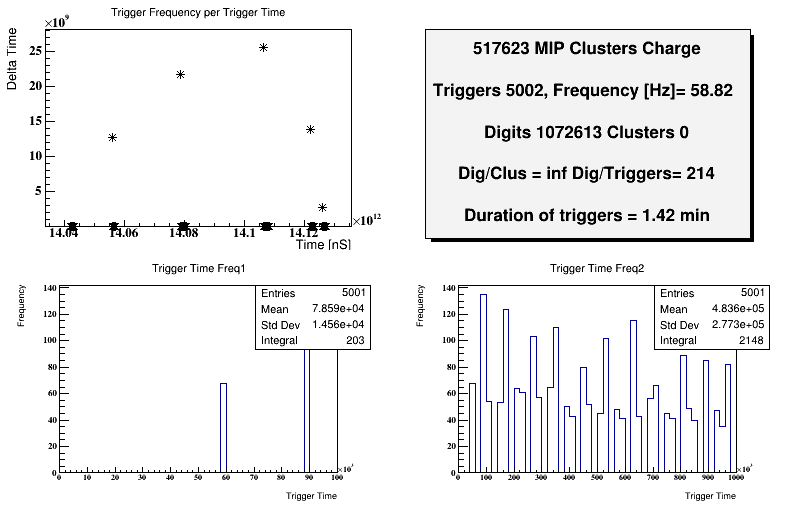 Trigger Frequency per Trigger Time
×10⁹
Delta Time
25
20
15
10
5
14.04 14.06 14.08 14.1 14.12
×10¹²
Time [nS]
517623 MIP Clusters Charge
Triggers 5002, Frequency [Hz]= 58.82
Digits 1072613 Clusters 0
Dig/Clus = inf Dig/Triggers= 214
Duration of triggers = 1.42 min
Trigger Time Freq1
Frequency
140
120
100
80
60
40
20
0
0 10 20 30 40 50 60 70 80 90 100
×10³
Trigger Time
Entries 5001
Mean 7.859e+04
Std Dev 1.456e+04
Integral 203
Trigger Time Freq2
Frequency
140
120
100
80
60
40
20
0
0 100 200 300 400 500 600 700 800 900 1000
×10³
Trigger Time
Entries 5001
Mean 4.836e+05
Std Dev 2.773e+05
Integral 2148